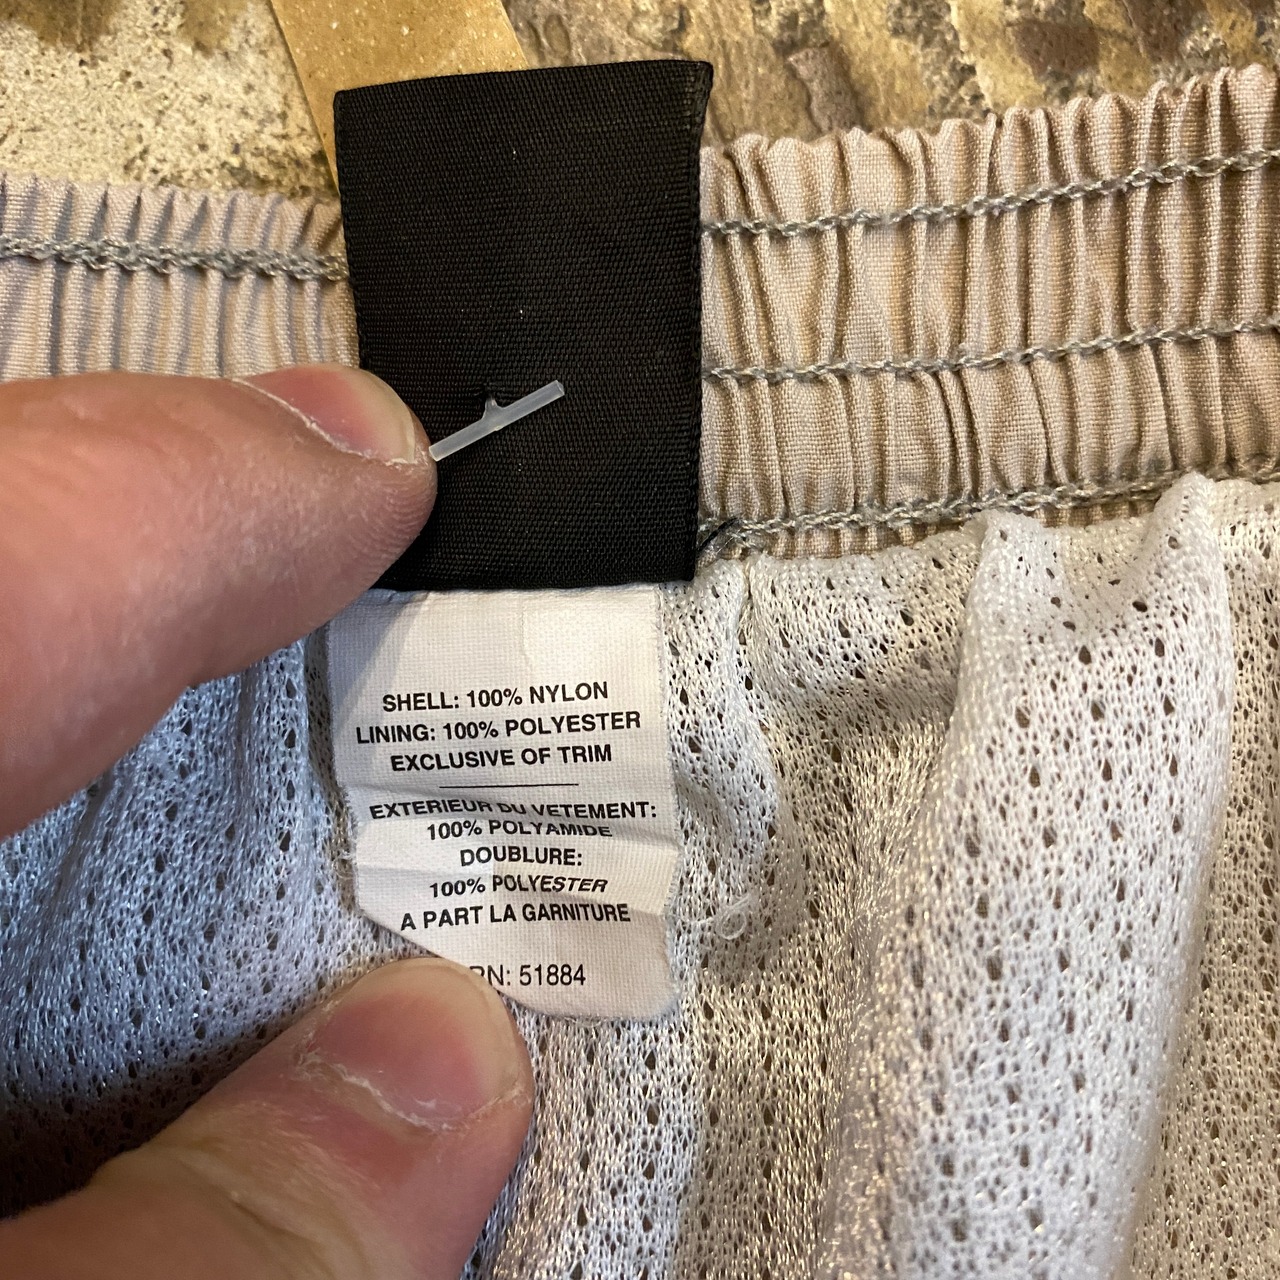 SHELL: 100% NYLON
LINING: 100% POLYESTER
EXCLUSIVE OF TRIM
EXTERIEUR DU VETEMENT:
100% POLYAMIDE
DOUBLURE:
100% POLYESTER
A PART LA GARNITURE
RN: 51884